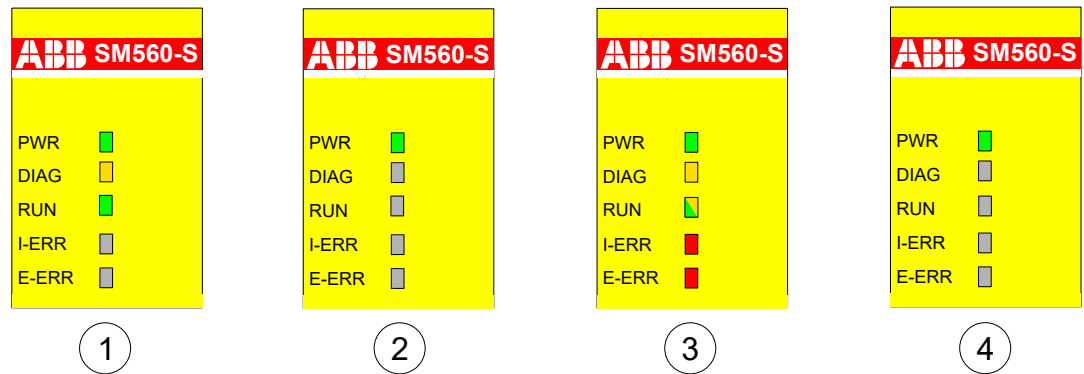 ABB SM560-S
PWR
DIAG
RUN
I-ERR
E-ERR
1
ABB SM560-S
PWR
DIAG
RUN
I-ERR
E-ERR
2
ABB SM560-S
PWR
DIAG
RUN
I-ERR
E-ERR
3
ABB SM560-S
PWR
DIAG
RUN
I-ERR
E-ERR
4